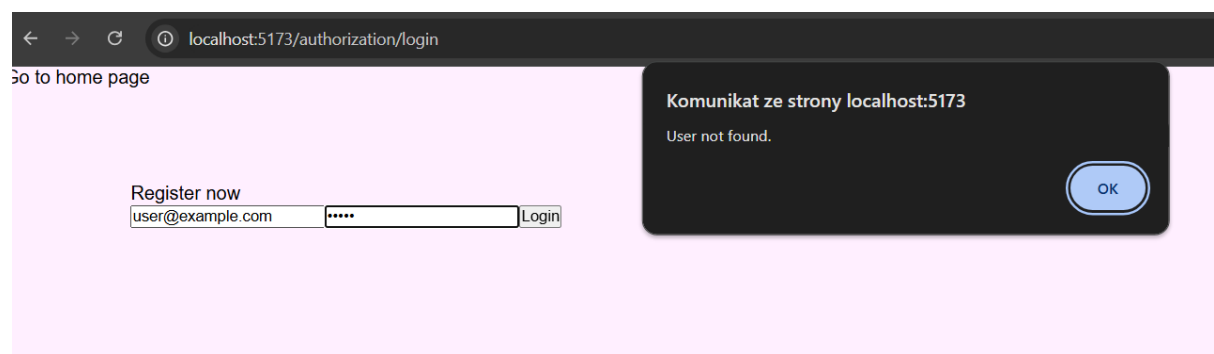 localhost:5173/authorization/login
Go to home page
Komunikat ze strony localhost:5173
User not found.
OK
Register now
user@example.com ••••• Login